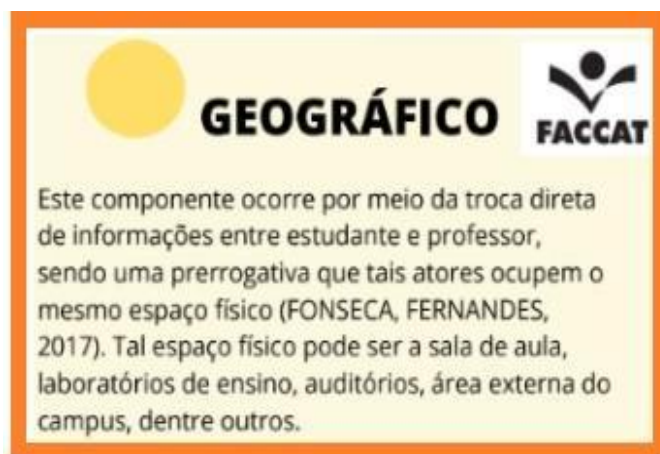 GEOGRÁFICO
FACCAT
Este componente ocorre por meio da troca direta
de informações entre estudante e professor,
sendo uma prerrogativa que tais atores ocupem o
mesmo espaço físico (FONSECA, FERNANDES,
2017). Tal espaço físico pode ser a sala de aula,
laboratórios de ensino, auditórios, área externa do
campus, dentre outros.